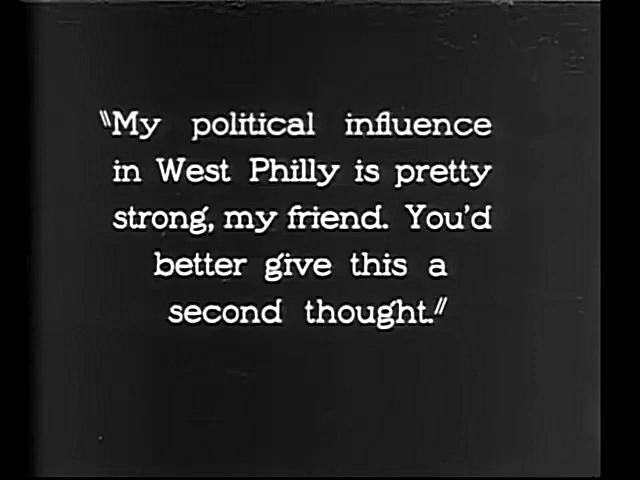 "My political influence
in West Philly is pretty
strong, my friend. You'd
better give this a
second thought."